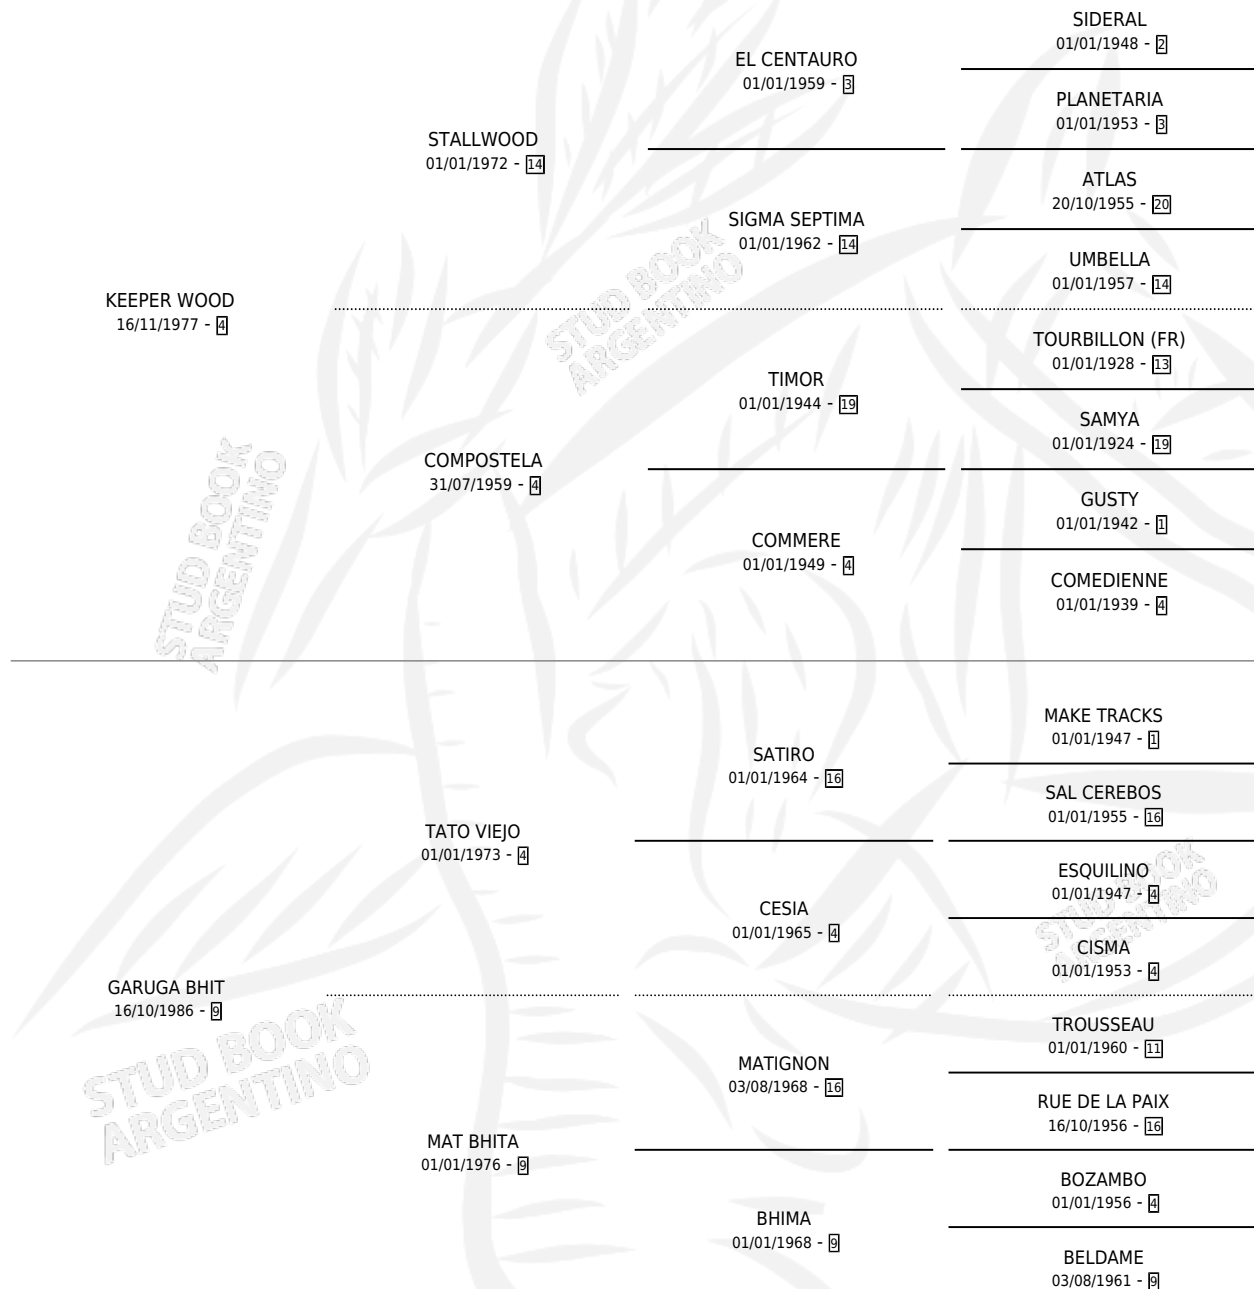 SIDERAL
01/01/1948 - 2
EL CENTAURO
01/01/1959 - 3
PLANETARIA
01/01/1953 - 3
STALLWOOD
01/01/1972 - 14
ATLAS
20/10/1955 - 20
SIGMA SEPTIMA
01/01/1962 - 14
UMBELLA
01/01/1957 - 14
KEEPER WOOD
16/11/1977 - 4
TOURBILLON (FR)
01/01/1928 - 13
TIMOR
01/01/1944 - 19
SAMYA
01/01/1924 - 19
COMPOSTELA
31/07/1959 - 4
GUSTY
01/01/1942 - 1
COMMERE
01/01/1949 - 4
COMEDIENNE
01/01/1939 - 4
MAKE TRACKS
01/01/1947 - 1
SATIRO
01/01/1964 - 16
SAL CEREBOS
01/01/1955 - 16
TATO VIEJO
01/01/1973 - 4
ESQUILINO
01/01/1947 - 4
CESIA
01/01/1965 - 4
CISMA
01/01/1953 - 4
GARUGA BHIT
16/10/1986 - 9
TROUSSEAU
01/01/1960 - 11
MATIGNON
03/08/1968 - 16
RUE DE LA PAIX
16/10/1956 - 16
MAT BHITA
01/01/1976 - 9
BOZAMBO
01/01/1956 - 4
BHIMA
01/01/1968 - 9
BELDAME
03/08/1961 - 9
STUD BOOK
ARGENTINO
STUD BOOK
ARGENTINO
STUD BOOK
ARGENTINO
STUD BOOK
ARGENTINO